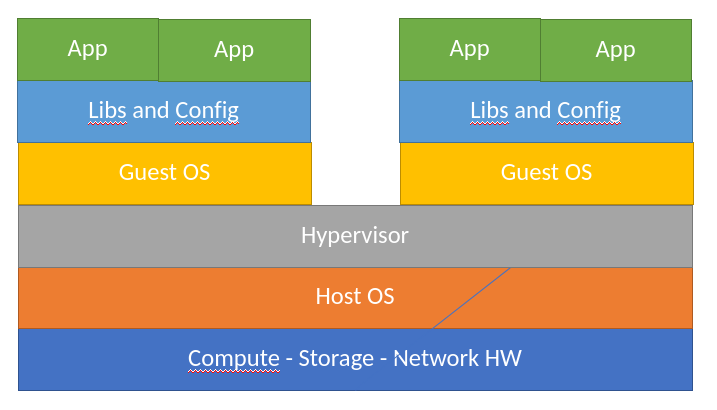 App App App App
Libs and Config Libs and Config
Guest OS Guest OS
Hypervisor
Host OS
Compute - Storage - Network HW